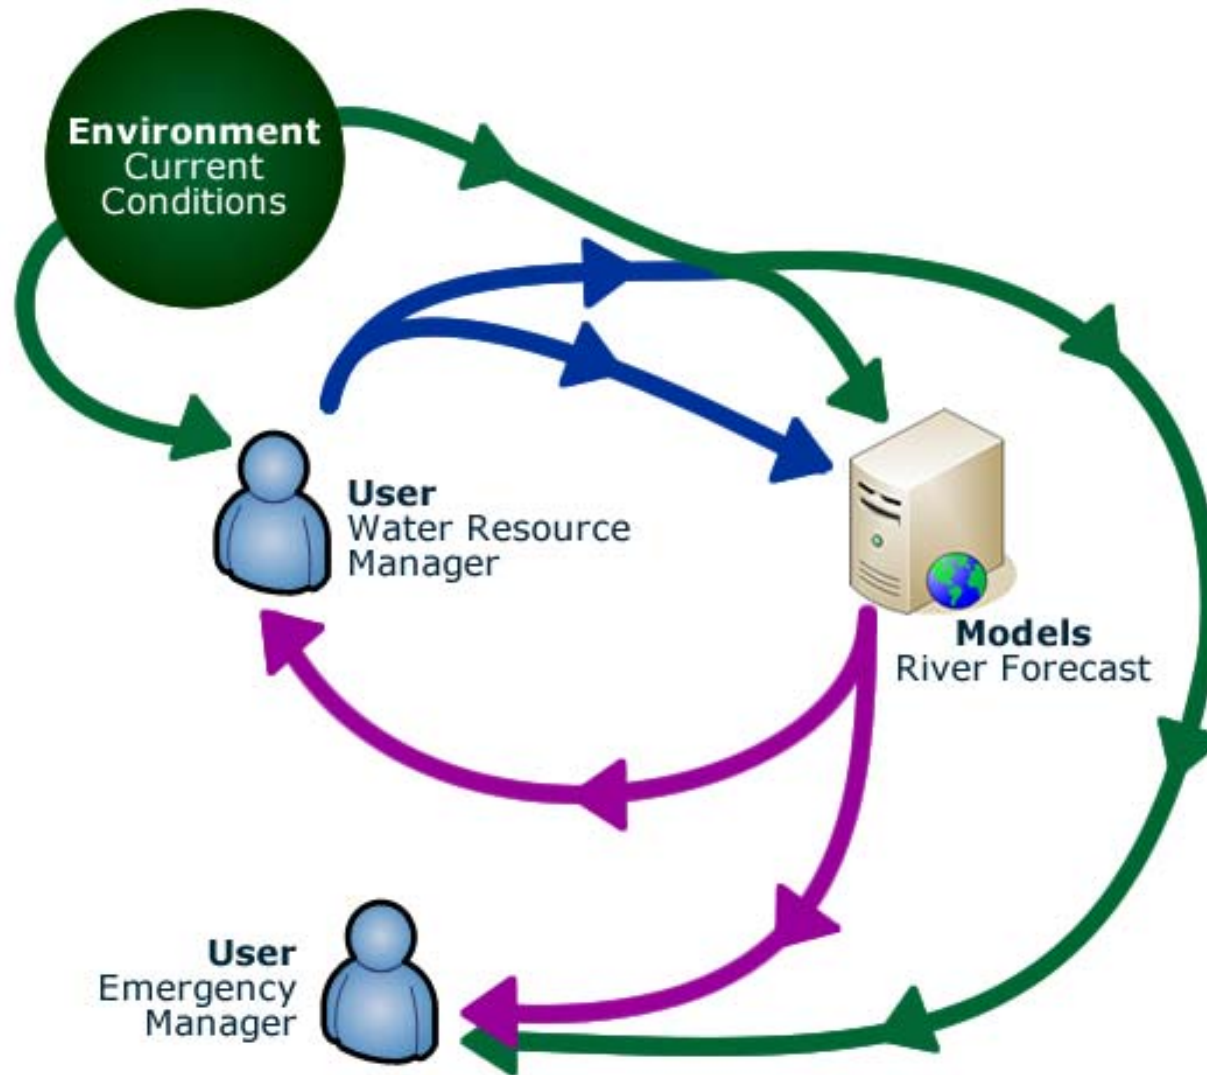 Environment
Current
Conditions
User
Water Resource
Manager
Models
River Forecast
User
Emergency
Manager